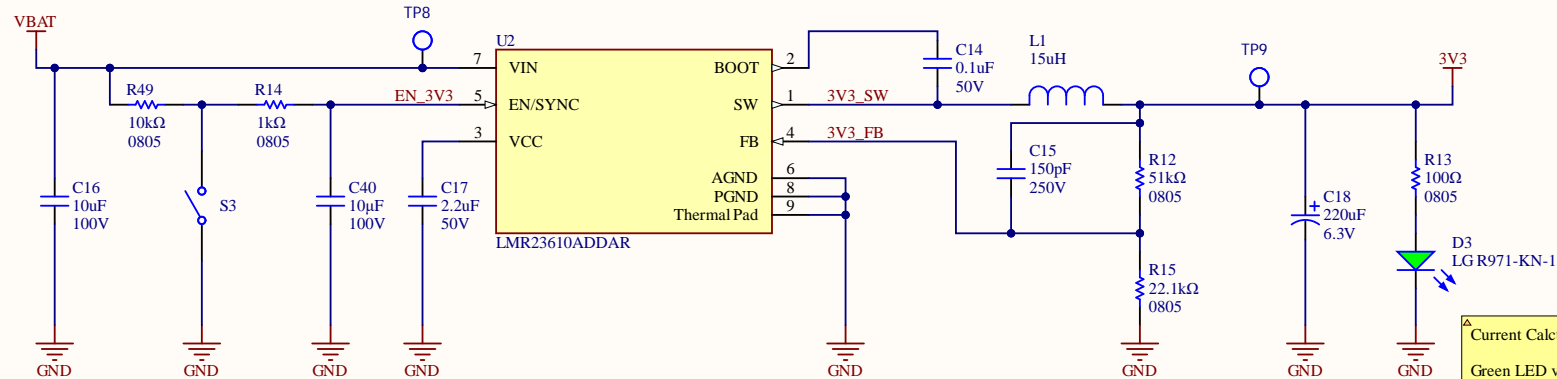 VBAT
TP8
U2
7
VIN
BOOT
2
C14
0.1uF
50V
L1
15uH
TP9
3V3
R49
10kΩ
0805
R14
1kΩ
0805
EN_3V3
5
EN/SYNC
SW
1
3V3_SW
3
VCC
FB
4
3V3_FB
C15
150pF
250V
R12
51kΩ
0805
R13
100Ω
0805
C16
10uF
100V
S3
C40
10µF
100V
C17
2.2uF
50V
AGND
6
PGND
8
Thermal Pad
9
LMR23610ADDAR
C18
220uF
6.3V
+
D3
LG R971-KN-1
R15
22.1kΩ
0805
GND
GND
GND
GND
GND
GND
GND
GND
Current Calc
Green LED v